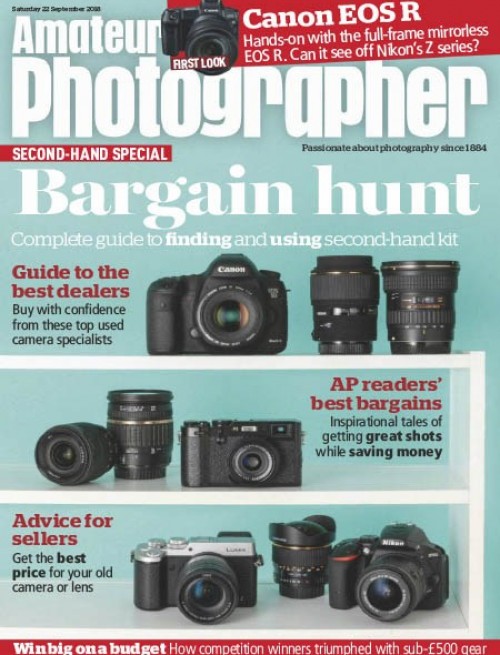 Saturday 22 September 2018
Amateur
Photographer
FIRST LOOK
Canon EOS R
Hands-on with the full-frame mirrorless
EOS R. Can it see off Nikon's Z series?
SECOND-HAND SPECIAL
Passionate about photography since 1884
Bargain hunt
Complete guide to finding and using second-hand kit
Guide to the
best dealers
Buy with confidence
from these top used
camera specialists
Canon
AP readers'
best bargains
Inspirational tales of
getting great shots
while saving money
Advice for
sellers
Get the best
price for your old
camera or lens
LUMIX
Nikon
Win big on a budget How competition winners triumphed with sub-£500 gear